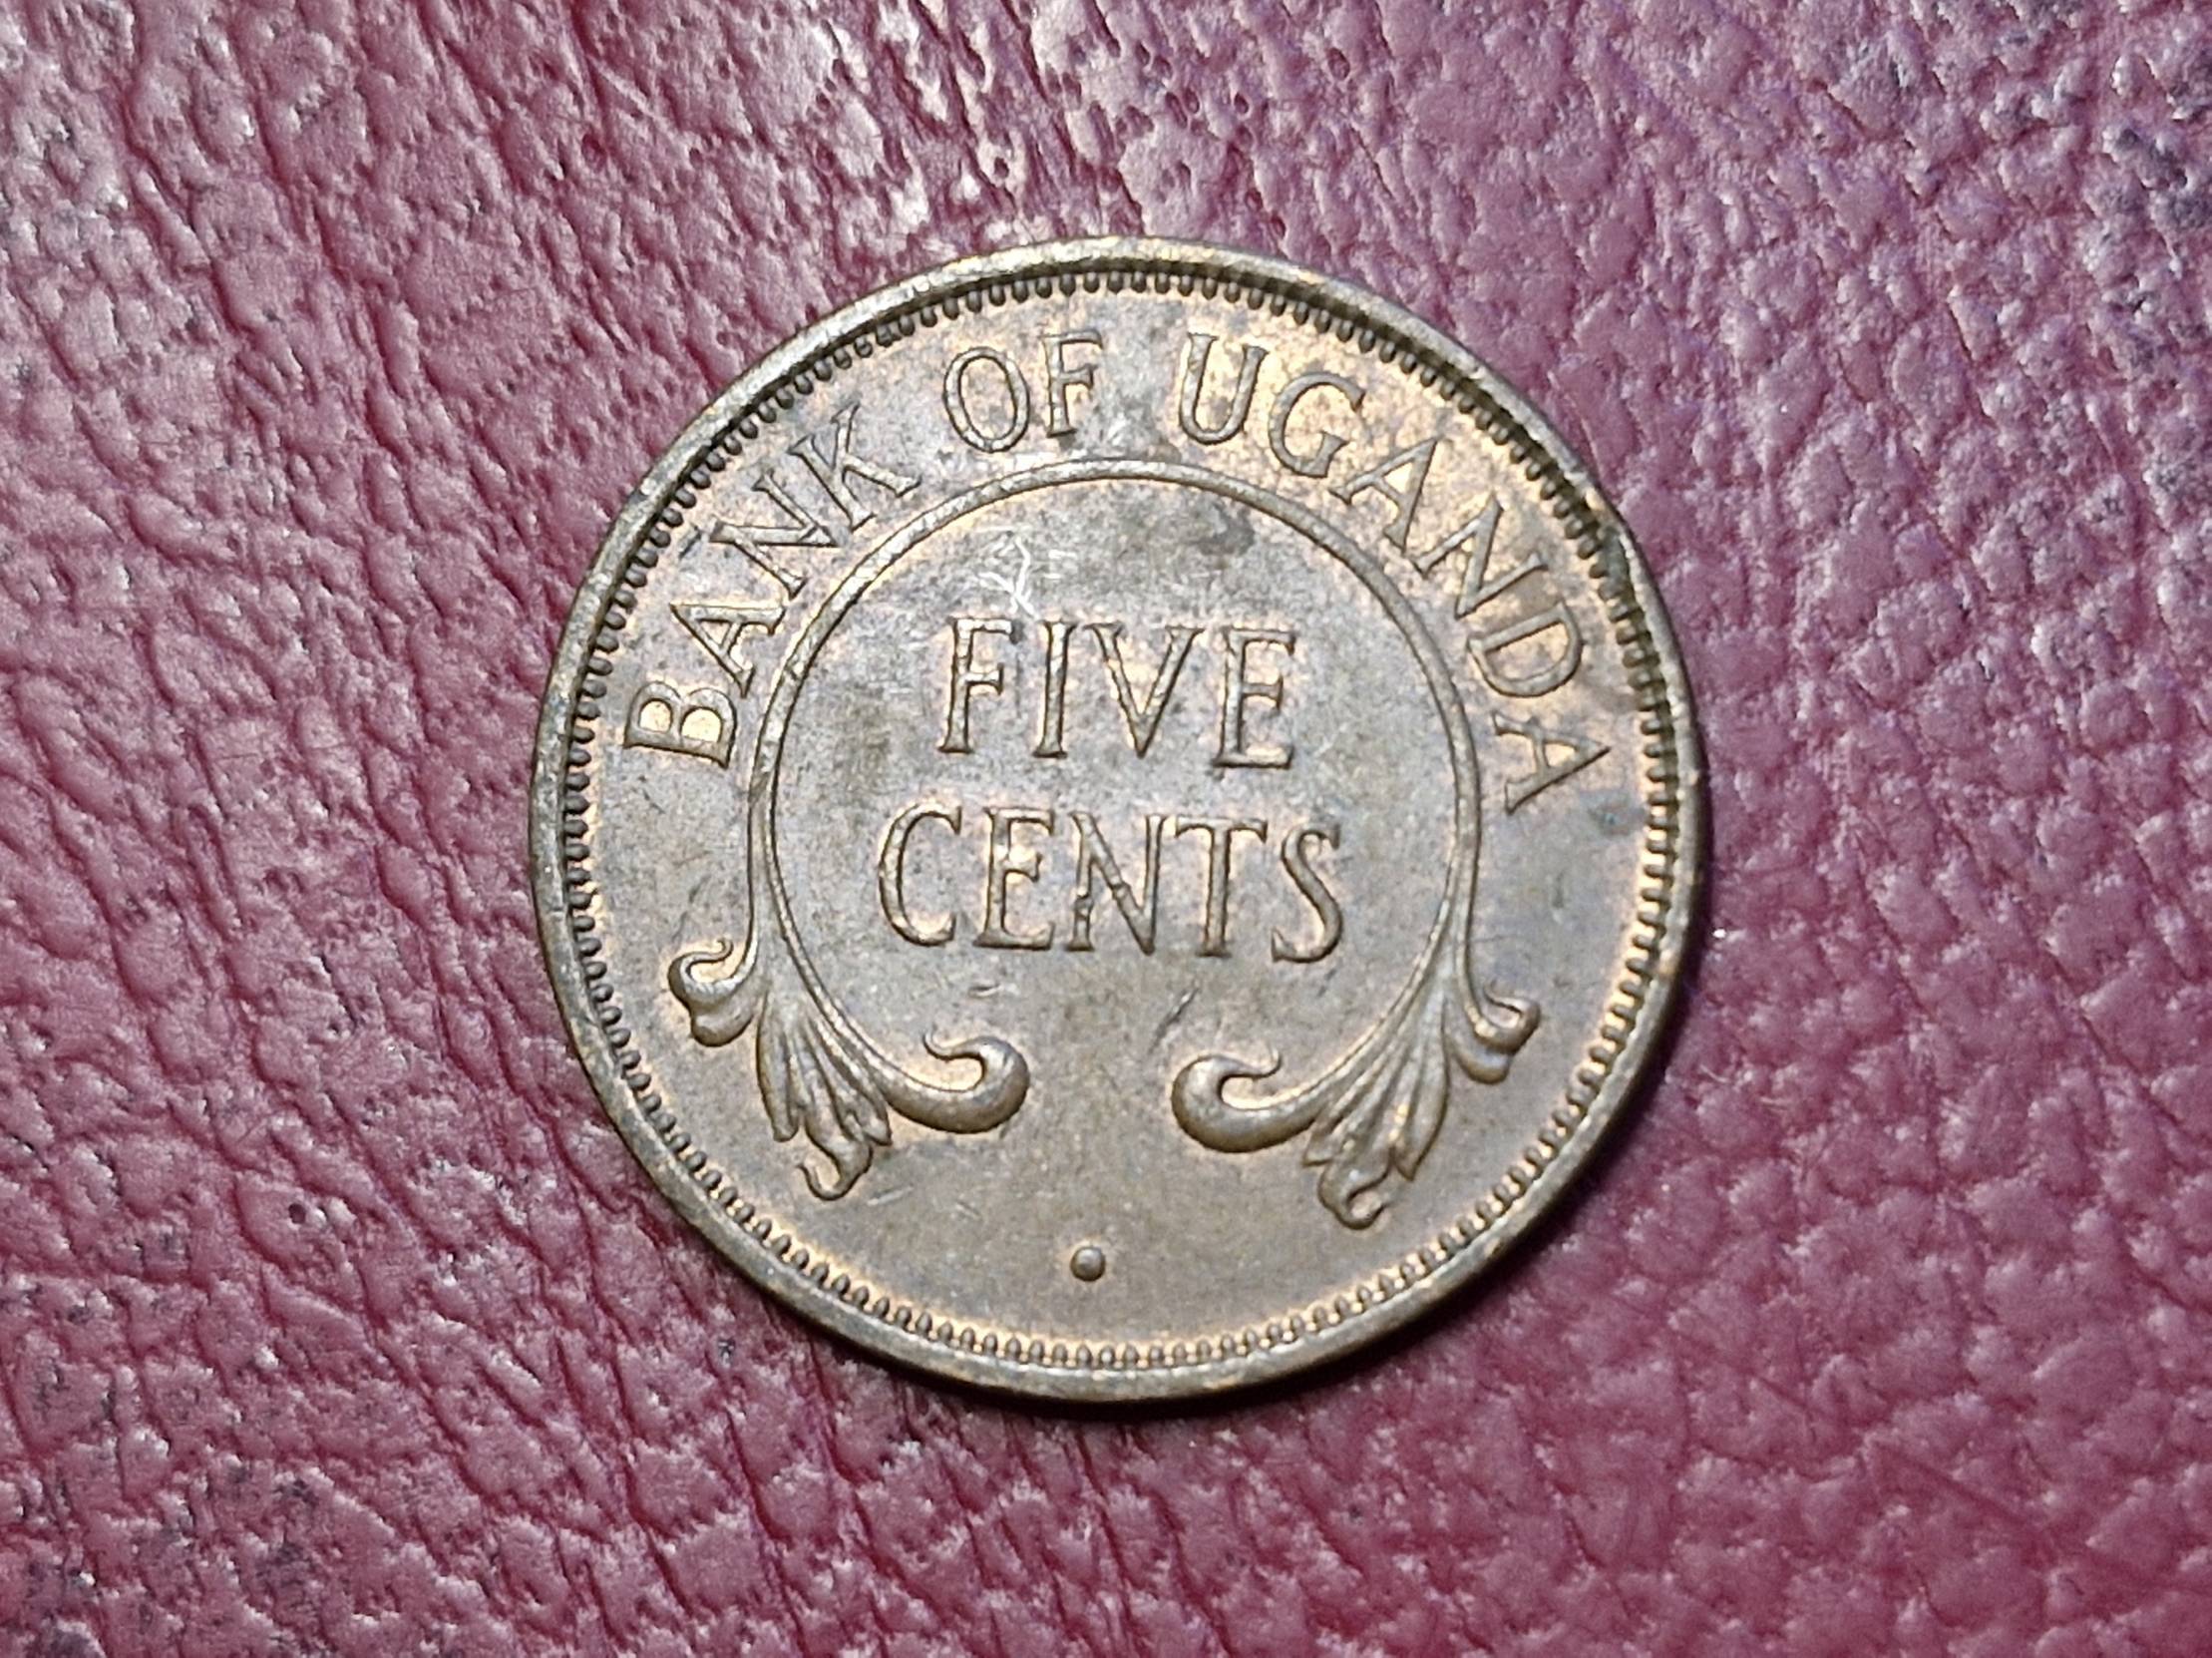 BANK OF UGANDA
FIVE
CENTS